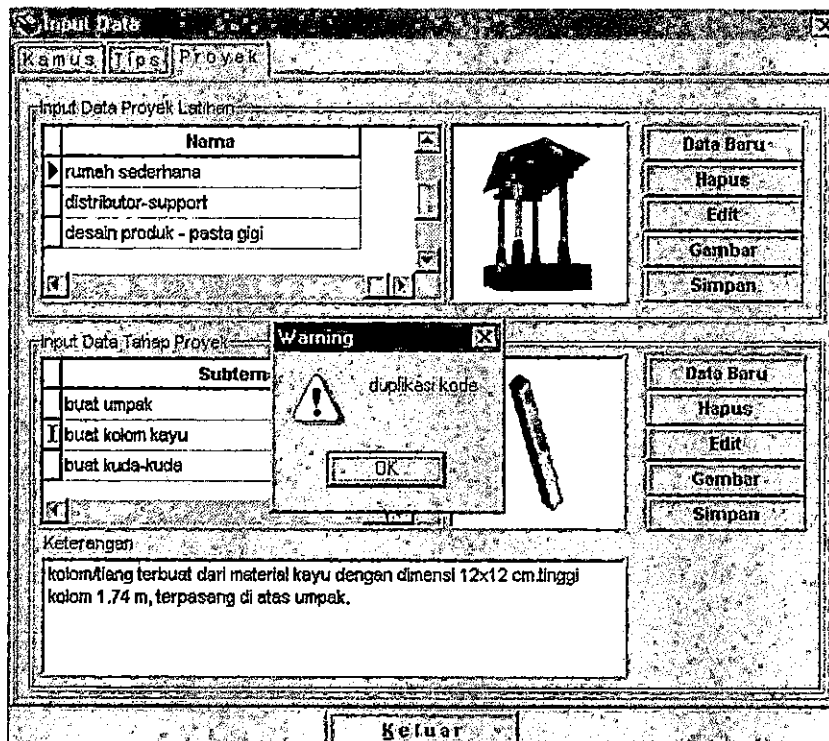 Input Data
Kamus Tips Proyek
Input Data Proyek Latihan
Nama
rumah sederhana
distributor-support
desain produk - pasta gigi
Data Baru
Hapus
Edit
Gambar
Simpan
Input Data Tahap Proyek
Subtem
buat umpak
buat kolom kayu
buat kuda-kuda
Warning
duplikasi kode
OK
Data Baru
Hapus
Edit
Gambar
Simpan
Keterangan
kolom/tiang terbuat dari material kayu dengan dimensi 12x12 cm.tinggi
kolom 1.74 m, terpasang di atas umpak.
Keluar